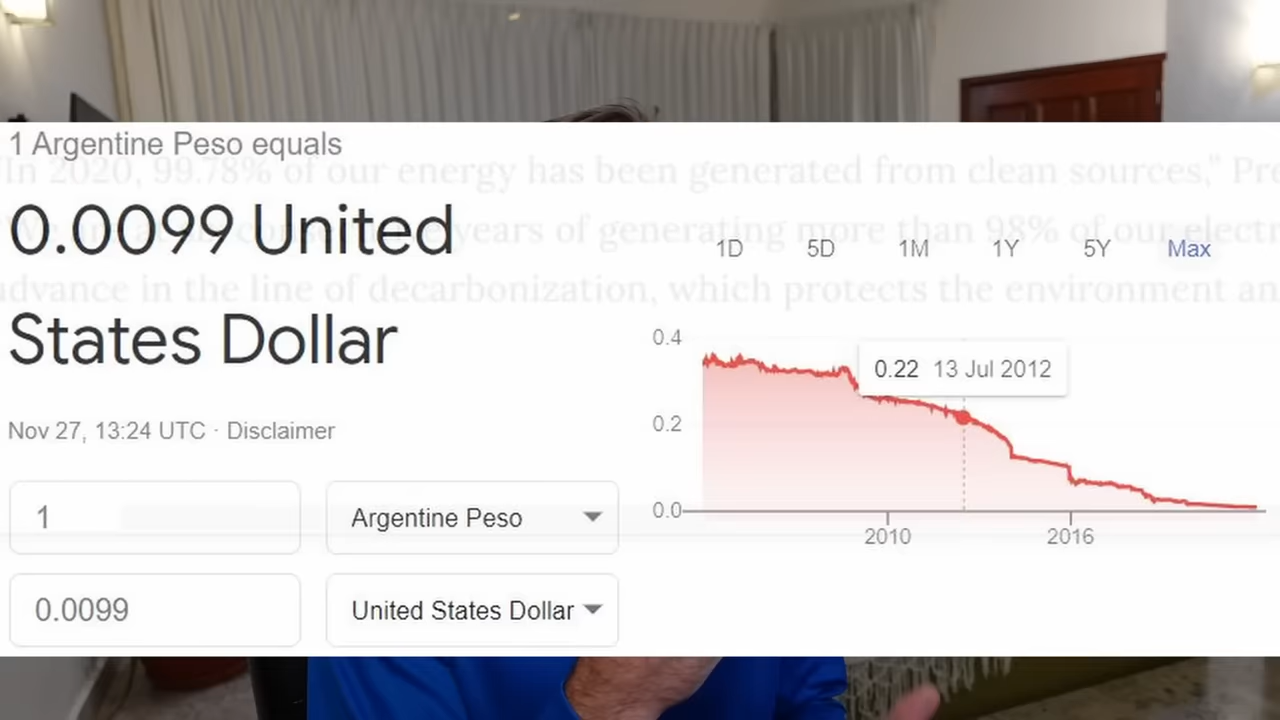 1 Argentine Peso equals
"In 2020, 99.78% of our energy has been generated from clean sources," Pre
0.0099 United
years of generating more than 98% of our electr
1D 5D 1M 1Y 5Y Max
advance in the line of decarbonization, which protects the environment an
States Dollar
0.4
0.22 13 Jul 2012
0.2
Nov 27, 13:24 UTC · Disclaimer
0.0
2010 2016
1 Argentine Peso
0.0099 United States Dollar